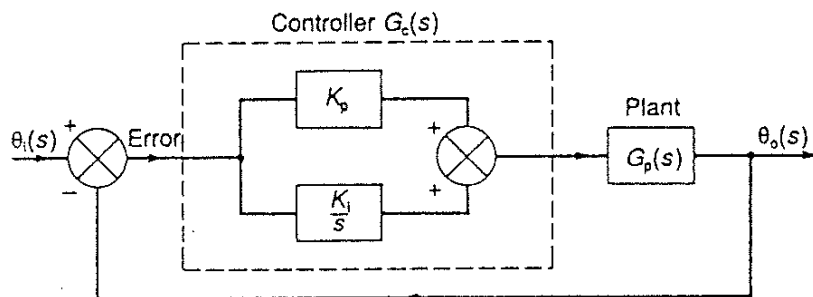 Controller G_c(s)
K_p
Plant
θ_i(s)
+
Error
+
θ_o(s)
G_p(s)
−
+
K_i
s